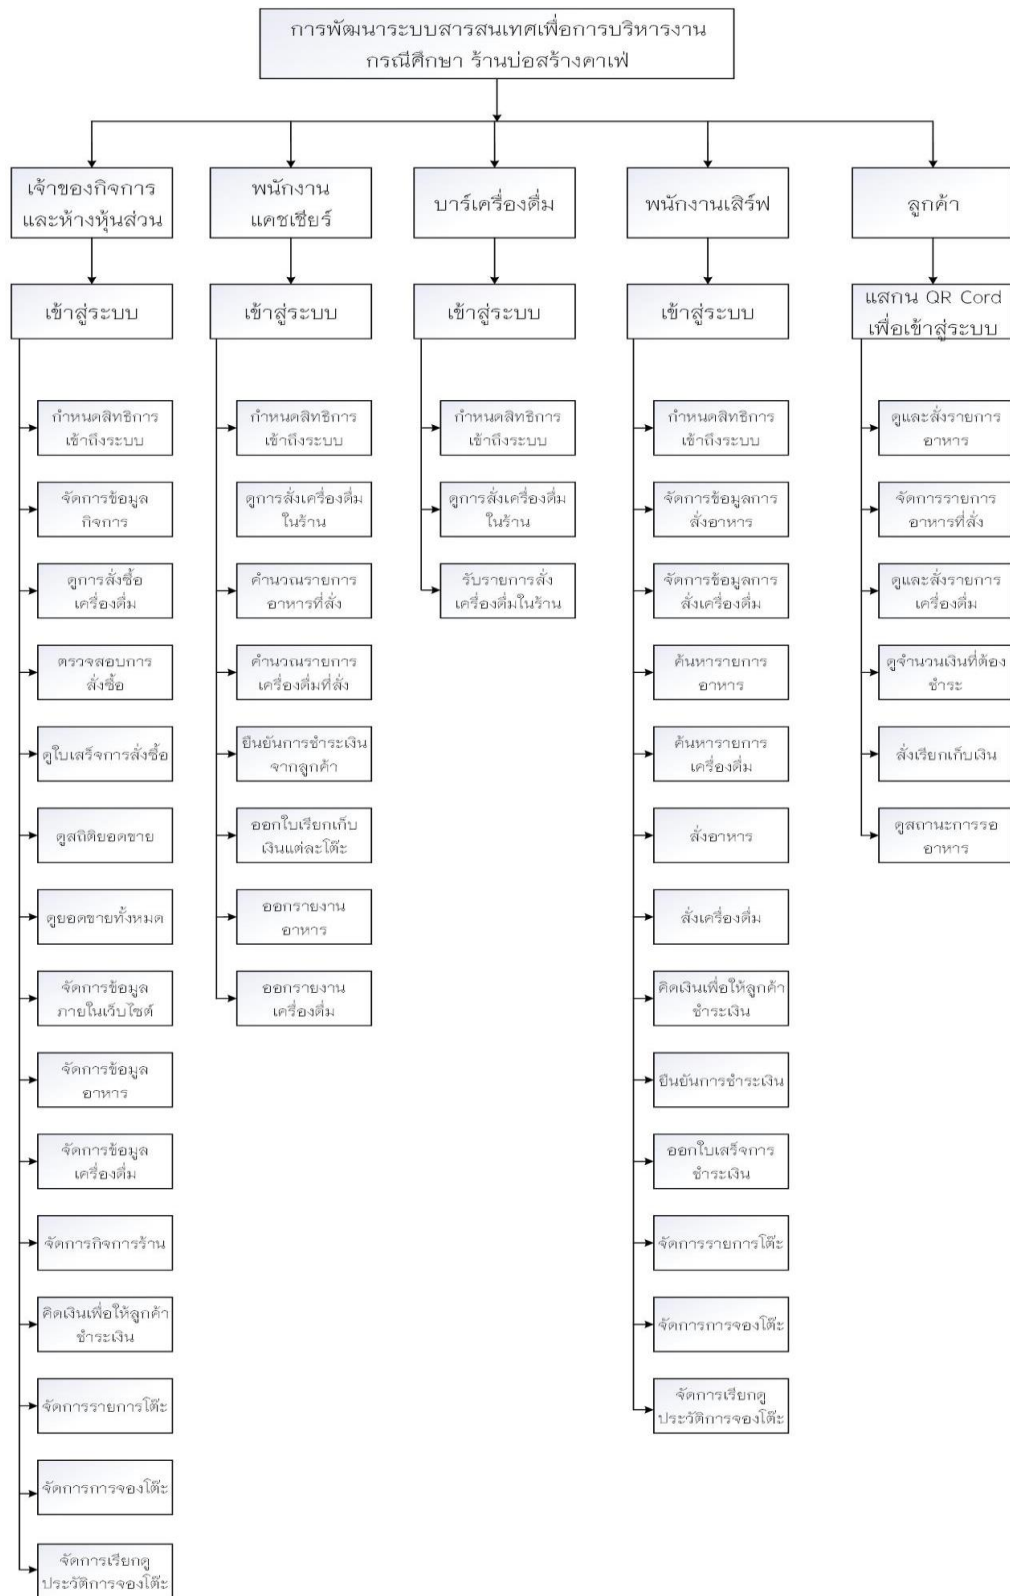 การพัฒนาระบบสารสนเทศเพื่อการบริหารงาน
กรณีศึกษา ร้านบ่อสร้างคาเฟ่
เจ้าของกิจการ
และห้างหุ้นส่วน
เข้าสู่ระบบ
กำหนดสิทธิการ
เข้าถึงระบบ
จัดการข้อมูล
กิจการ
ดูการสั่งซื้อ
เครื่องดื่ม
ตรวจสอบการ
สั่งซื้อ
ดูใบเสร็จการสั่งซื้อ
ดูสถิติยอดขาย
ดูยอดขายทั้งหมด
จัดการข้อมูล
ภายในเว็บไซต์
จัดการข้อมูล
อาหาร
จัดการข้อมูล
เครื่องดื่ม
จัดการกิจการร้าน
คิดเงินเพื่อให้ลูกค้า
ชำระเงิน
จัดการรายการโต๊ะ
จัดการการจองโต๊ะ
จัดการเรียกดู
ประวัติการจองโต๊ะ
พนักงาน
แคชเชียร์
เข้าสู่ระบบ
กำหนดสิทธิการ
เข้าถึงระบบ
ดูการสั่งเครื่องดื่ม
ในร้าน
คำนวณรายการ
อาหารที่สั่ง
คำนวณรายการ
เครื่องดื่มที่สั่ง
ยืนยันการชำระเงิน
จากลูกค้า
ออกใบเรียกเก็บ
เงินแต่ละโต๊ะ
ออกรายงาน
อาหาร
ออกรายงาน
เครื่องดื่ม
บาร์เครื่องดื่ม
เข้าสู่ระบบ
กำหนดสิทธิการ
เข้าถึงระบบ
ดูการสั่งเครื่องดื่ม
ในร้าน
รับรายการสั่ง
เครื่องดื่มในร้าน
พนักงานเสิร์ฟ
เข้าสู่ระบบ
กำหนดสิทธิการ
เข้าถึงระบบ
จัดการข้อมูลการ
สั่งอาหาร
จัดการข้อมูลการ
สั่งเครื่องดื่ม
ค้นหารายการ
อาหาร
ค้นหารายการ
เครื่องดื่ม
สั่งอาหาร
สั่งเครื่องดื่ม
คิดเงินเพื่อให้ลูกค้า
ชำระเงิน
ยืนยันการชำระเงิน
ออกใบเสร็จการ
ชำระเงิน
จัดการรายการโต๊ะ
จัดการการจองโต๊ะ
จัดการเรียกดู
ประวัติการจองโต๊ะ
ลูกค้า
แสกน QR Cord
เพื่อเข้าสู่ระบบ
ดูและสั่งรายการ
อาหาร
จัดการรายการ
อาหารที่สั่ง
ดูและสั่งรายการ
เครื่องดื่ม
ดูจำนวนเงินที่ต้อง
ชำระ
สั่งเรียกเก็บเงิน
ดูสถานะการรอ
อาหาร